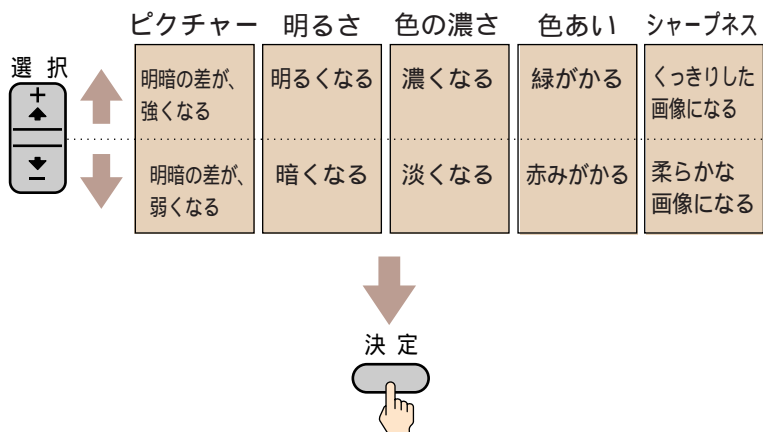 ピクチャー 明るさ 色の濃さ 色あい シャープネス
選 択
+
明暗の差が、
強くなる
明るくなる
濃くなる
緑がかる
くっきりした
画像になる
−
明暗の差が、
弱くなる
暗くなる
淡くなる
赤みがかる
柔らかな
画像になる
決 定